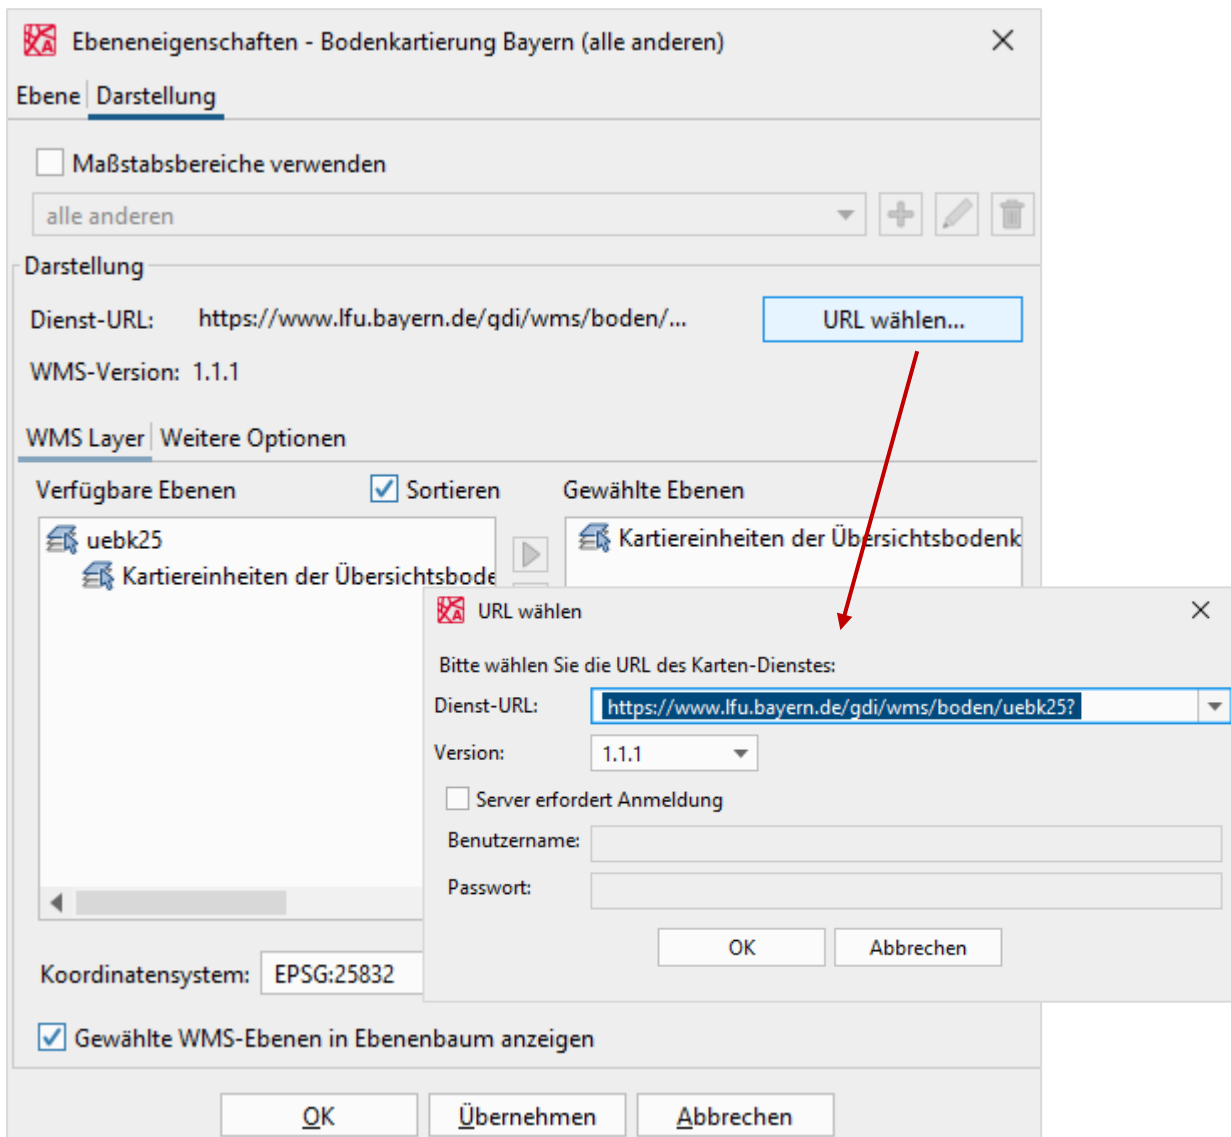 Ebeneneigenschaften - Bodenkartierung Bayern (alle anderen)
Ebene Darstellung
Maßstabsbereiche verwenden
alle anderen
Darstellung
Dienst-URL: https://www.lfu.bayern.de/gdi/wms/boden/... URL wählen...
WMS-Version: 1.1.1
WMS Layer Weitere Optionen
Verfügbare Ebenen Sortieren Gewählte Ebenen
uebk25
Kartiereinheiten der Übersichtsbode
Kartiereinheiten der Übersichtsbodenk
URL wählen
Bitte wählen Sie die URL des Karten-Dienstes:
Dienst-URL: https://www.lfu.bayern.de/gdi/wms/boden/uebk25?
Version: 1.1.1
Server erfordert Anmeldung
Benutzername:
Passwort:
OK Abbrechen
Koordinatensystem: EPSG:25832
Gewählte WMS-Ebenen in Ebenenbaum anzeigen
OK Übernehmen Abbrechen